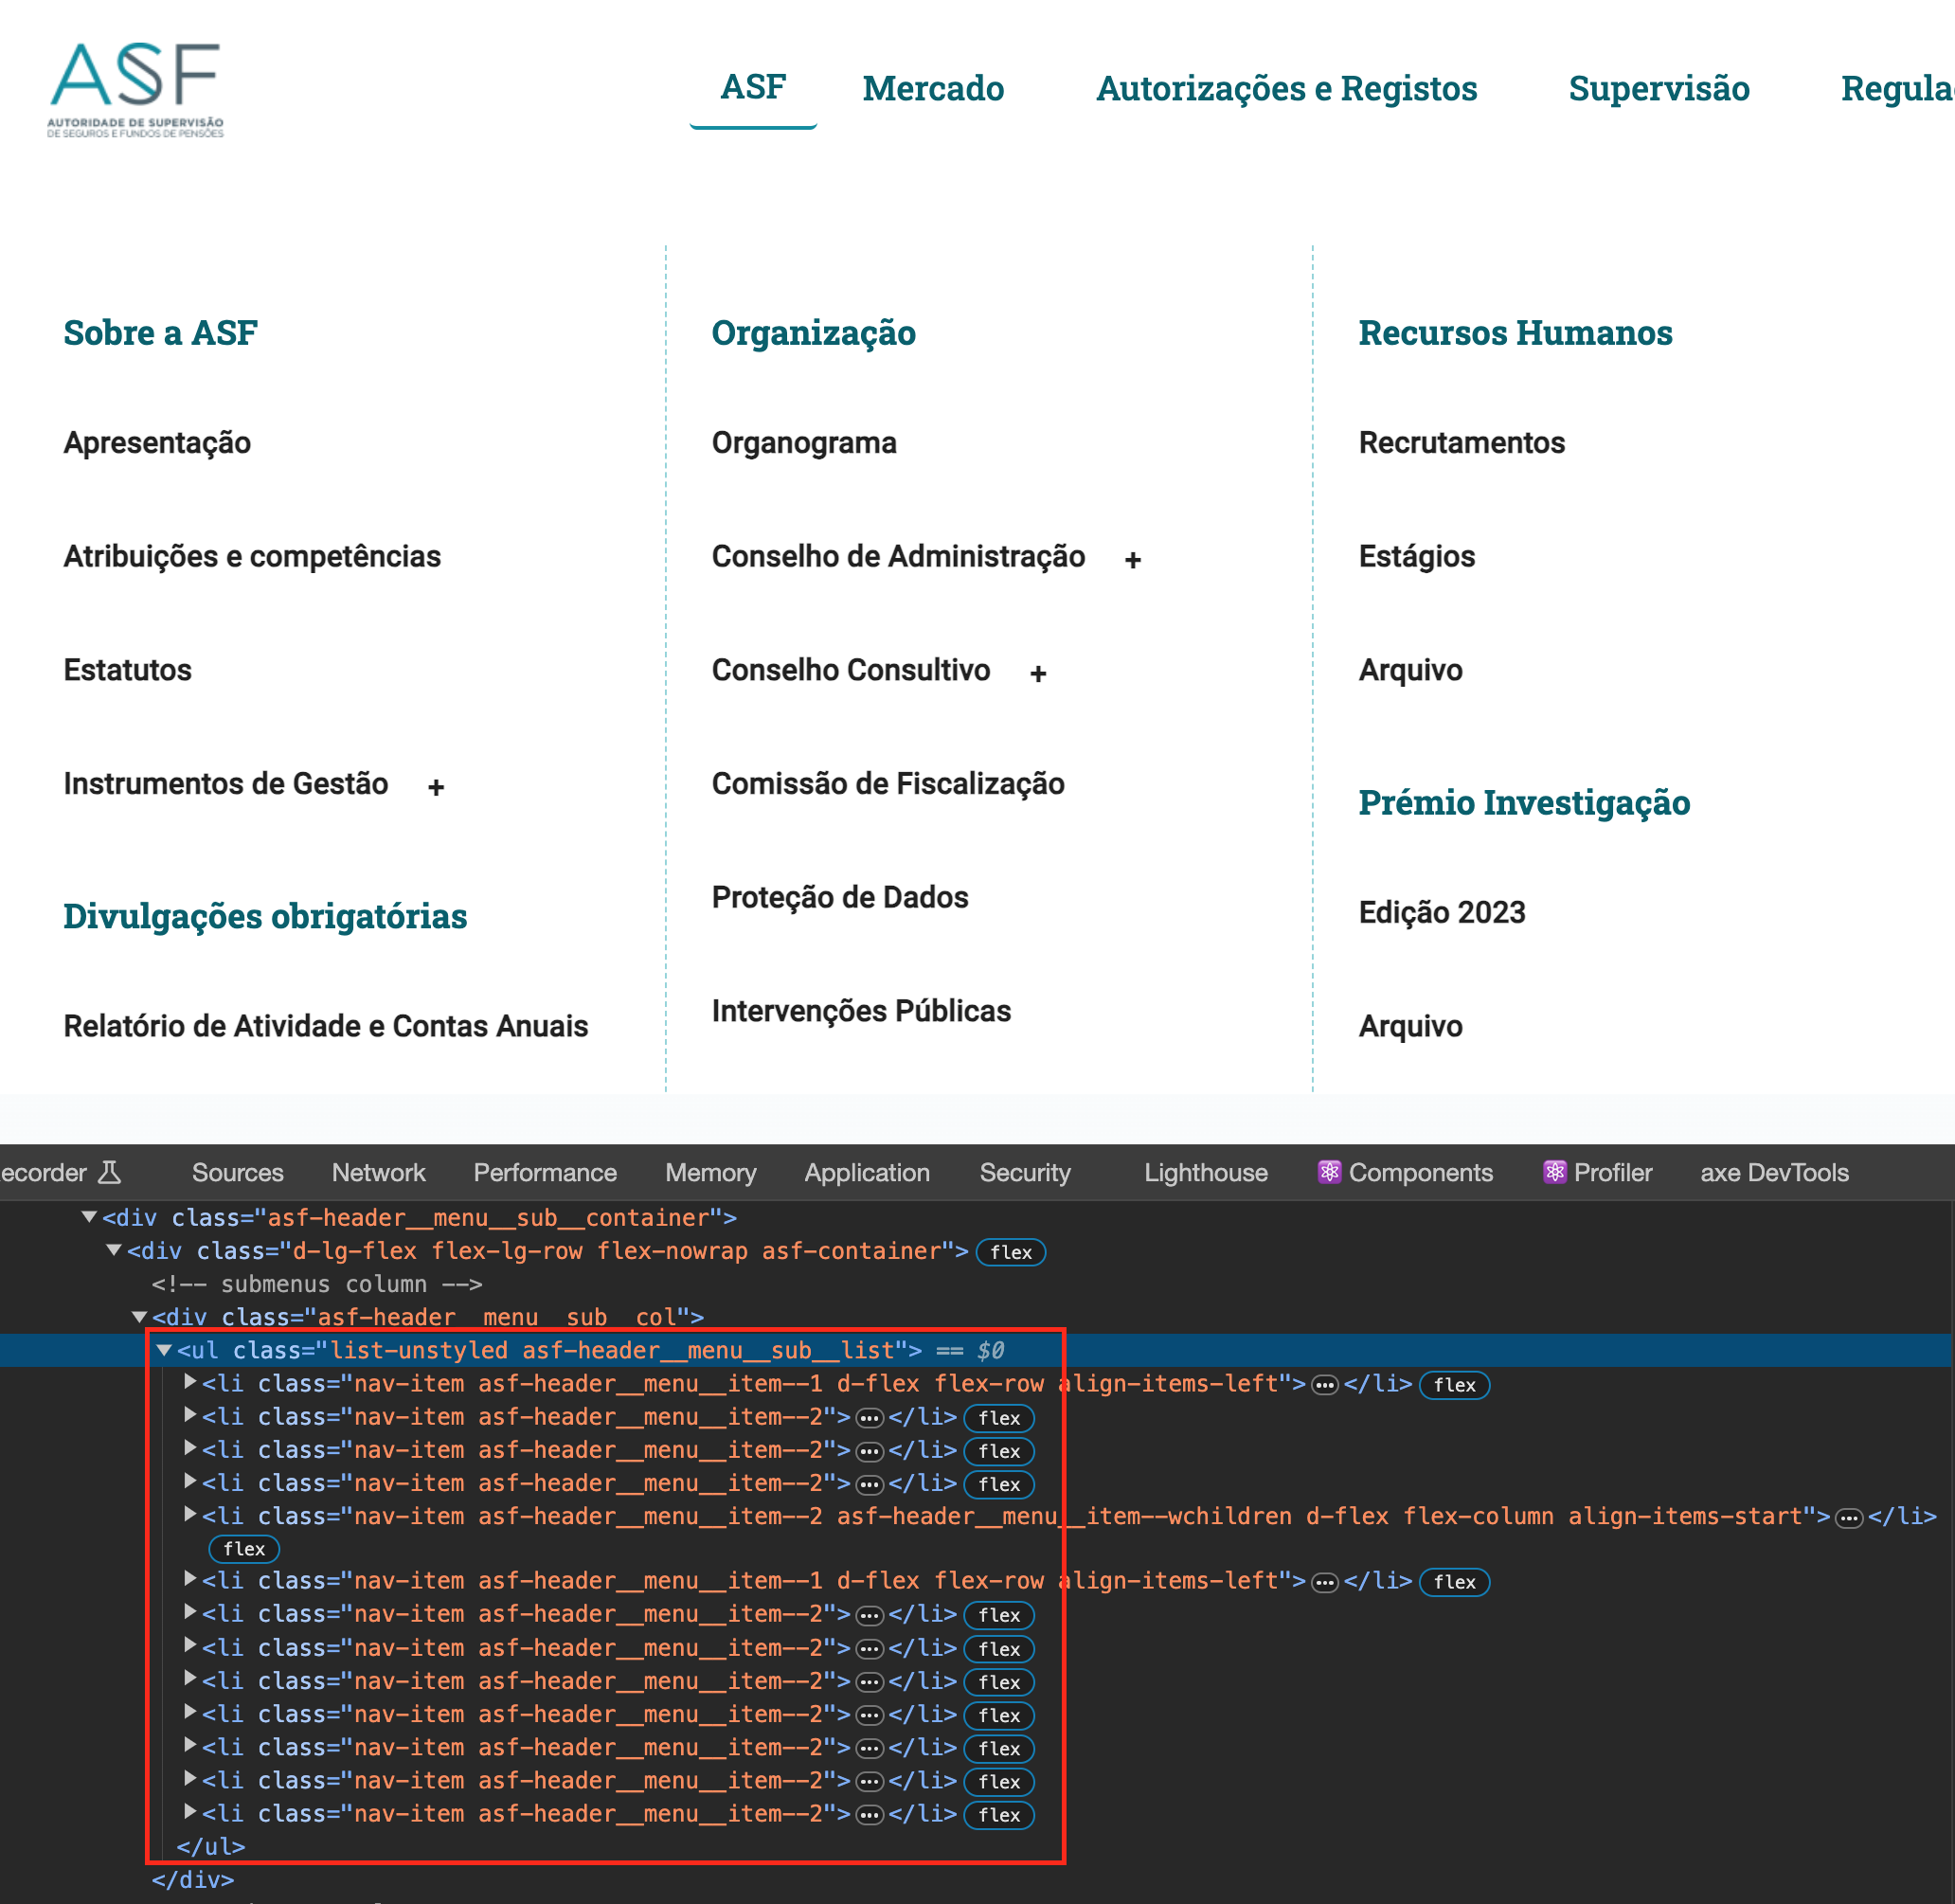 ASF
AUTORIDADE DE SUPERVISÃO
DE SEGUROS E FUNDOS DE PENSÕES
ASF Mercado Autorizações e Registos Supervisão Regula
Sobre a ASF
Apresentação
Atribuições e competências
Estatutos
Instrumentos de Gestão +
Divulgações obrigatórias
Relatório de Atividade e Contas Anuais
Organização
Organograma
Conselho de Administração +
Conselho Consultivo +
Comissão de Fiscalização
Proteção de Dados
Intervenções Públicas
Recursos Humanos
Recrutamentos
Estágios
Arquivo
Prémio Investigação
Edição 2023
Arquivo
ecorder Sources Network Performance Memory Application Security Lighthouse Components Profiler axe DevTools
<div class="asf-header__menu__sub__container">
<div class="d-lg-flex flex-lg-row flex-nowrap asf-container"> flex
<!-- submenus column -->
<div class="asf-header__menu__sub__col">
<ul class="list-unstyled asf-header__menu__sub__list"> == $0
<li class="nav-item asf-header__menu__item--1 d-flex flex-row align-items-left">…</li> flex
<li class="nav-item asf-header__menu__item--2">…</li> flex
<li class="nav-item asf-header__menu__item--2">…</li> flex
<li class="nav-item asf-header__menu__item--2">…</li> flex
<li class="nav-item asf-header__menu__item--2 asf-header__menu__item--wchildren d-flex flex-column align-items-start">…</li>
flex
<li class="nav-item asf-header__menu__item--1 d-flex flex-row align-items-left">…</li> flex
<li class="nav-item asf-header__menu__item--2">…</li> flex
<li class="nav-item asf-header__menu__item--2">…</li> flex
<li class="nav-item asf-header__menu__item--2">…</li> flex
<li class="nav-item asf-header__menu__item--2">…</li> flex
<li class="nav-item asf-header__menu__item--2">…</li> flex
<li class="nav-item asf-header__menu__item--2">…</li> flex
<li class="nav-item asf-header__menu__item--2">…</li> flex
</ul>
</div>